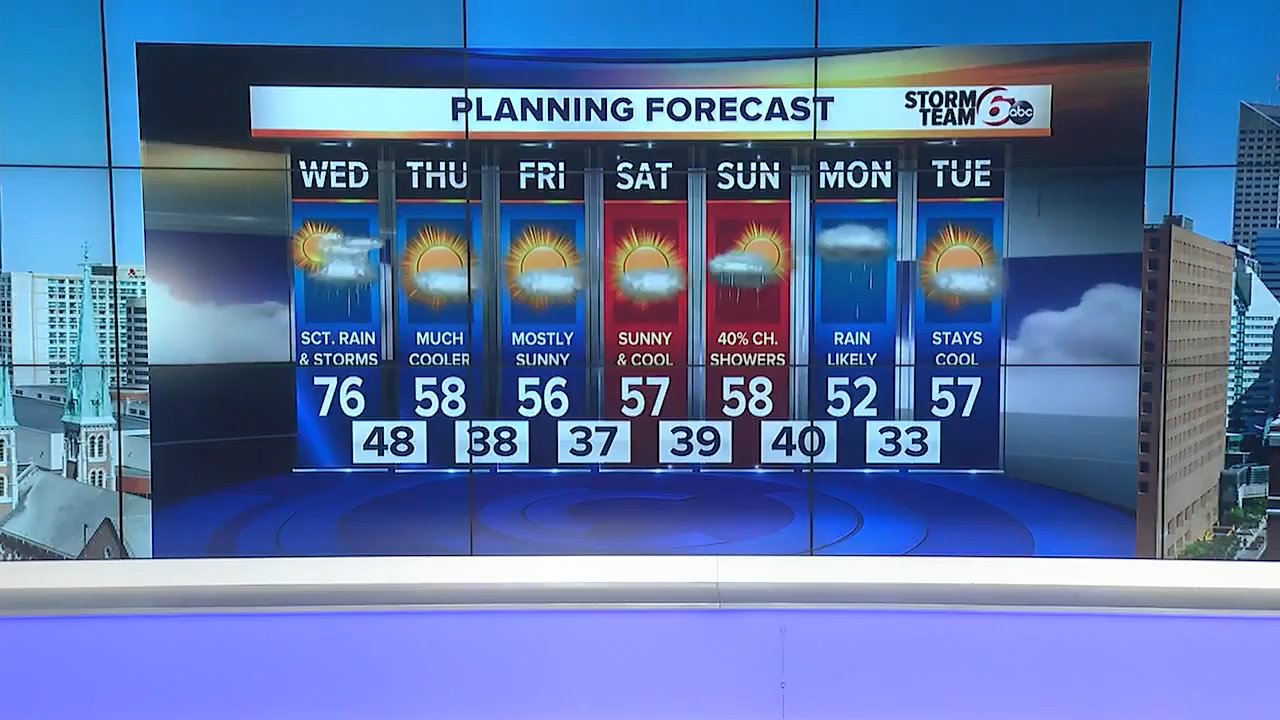 PLANNING FORECAST
STORM
TEAM
6
abc
WED THU FRI SAT SUN MON TUE
SCT. RAIN
& STORMS
MUCH
COOLER
MOSTLY
SUNNY
SUNNY
& COOL
40% CH.
SHOWERS
RAIN
LIKELY
STAYS
COOL
76 58 56 57 58 52 57
48 38 37 39 40 33